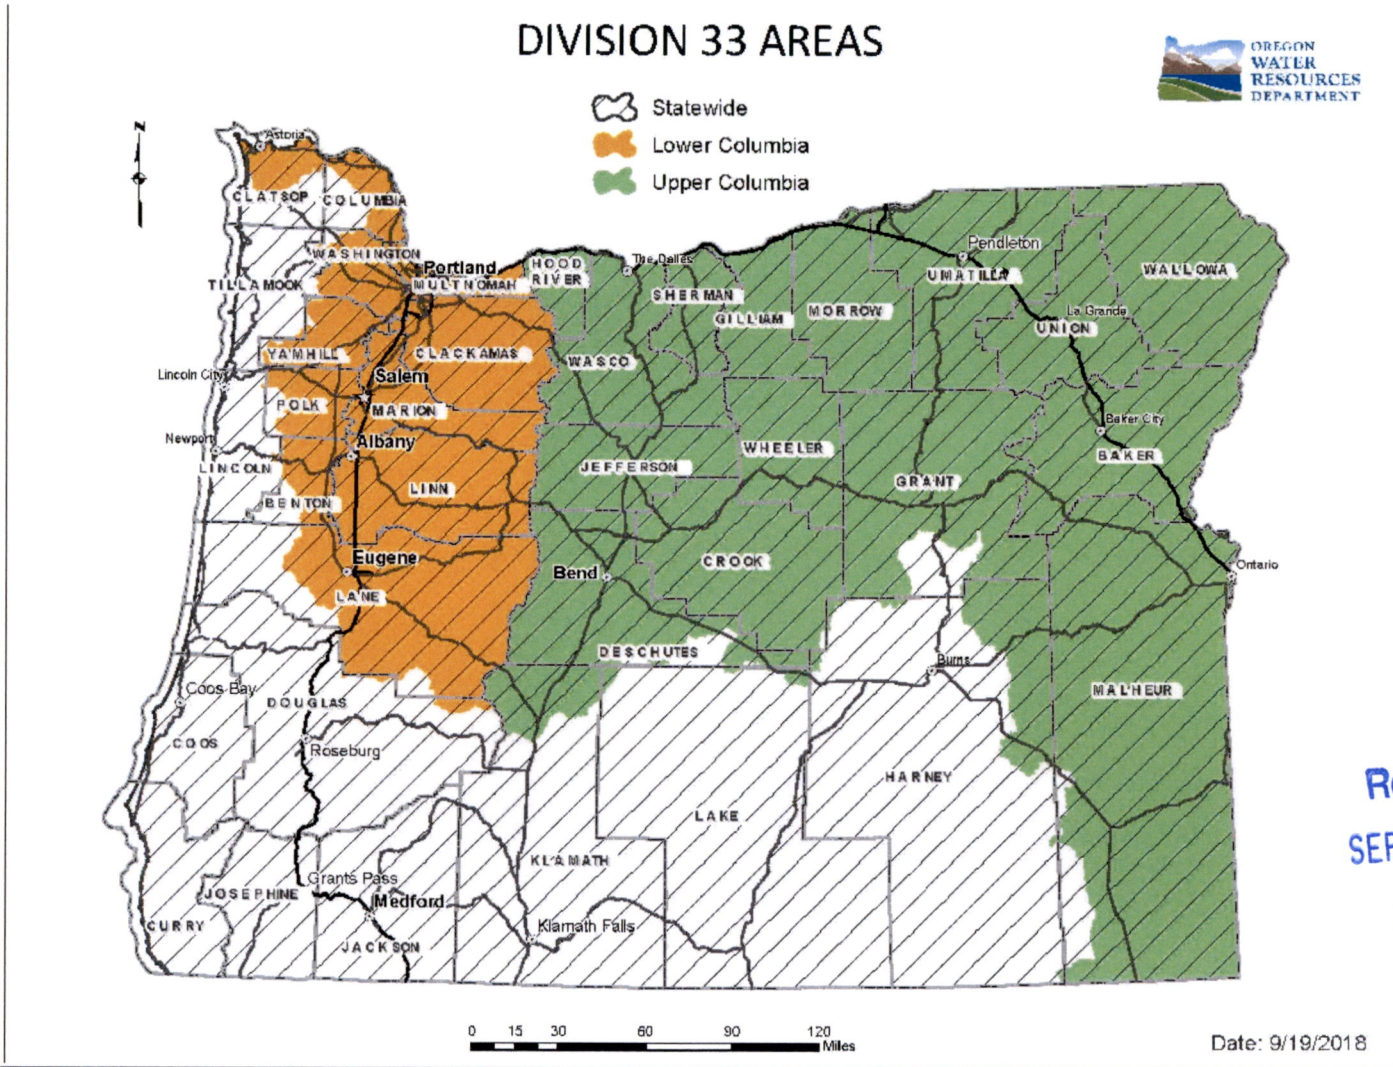 DIVISION 33 AREAS
OREGON
WATER
RESOURCES
DEPARTMENT
Statewide
Lower Columbia
Upper Columbia
N
Astoria
CLATSOP
COLUMBIA
WASHINGTON
Portland
MULTNOMAH
HOOD
RIVER
The Dalles
Pendleton
UMATILLA
WALLOWA
TILLAMOOK
SHERMAN
GILLIAM
MORROW
La Grande
UNION
YAMHILL
CLACKAMAS
WASCO
Lincoln City
Salem
POLK
MARION
Baker City
Newport
Albany
WHEELER
BAKER
LINCOLN
JEFFERSON
LINN
GRANT
BENTON
Eugene
Bend
CROOK
Ontario
LANE
DESCHUTES
Burns
Coos Bay
DOUGLAS
MALHEUR
COOS
Roseburg
HARNEY
LAKE
KLAMATH
Grants Pass
JOSEPHINE
Medford
CURRY
Klamath Falls
JACKSON
0 15 30 60 90 120
Miles
Date: 9/19/2018